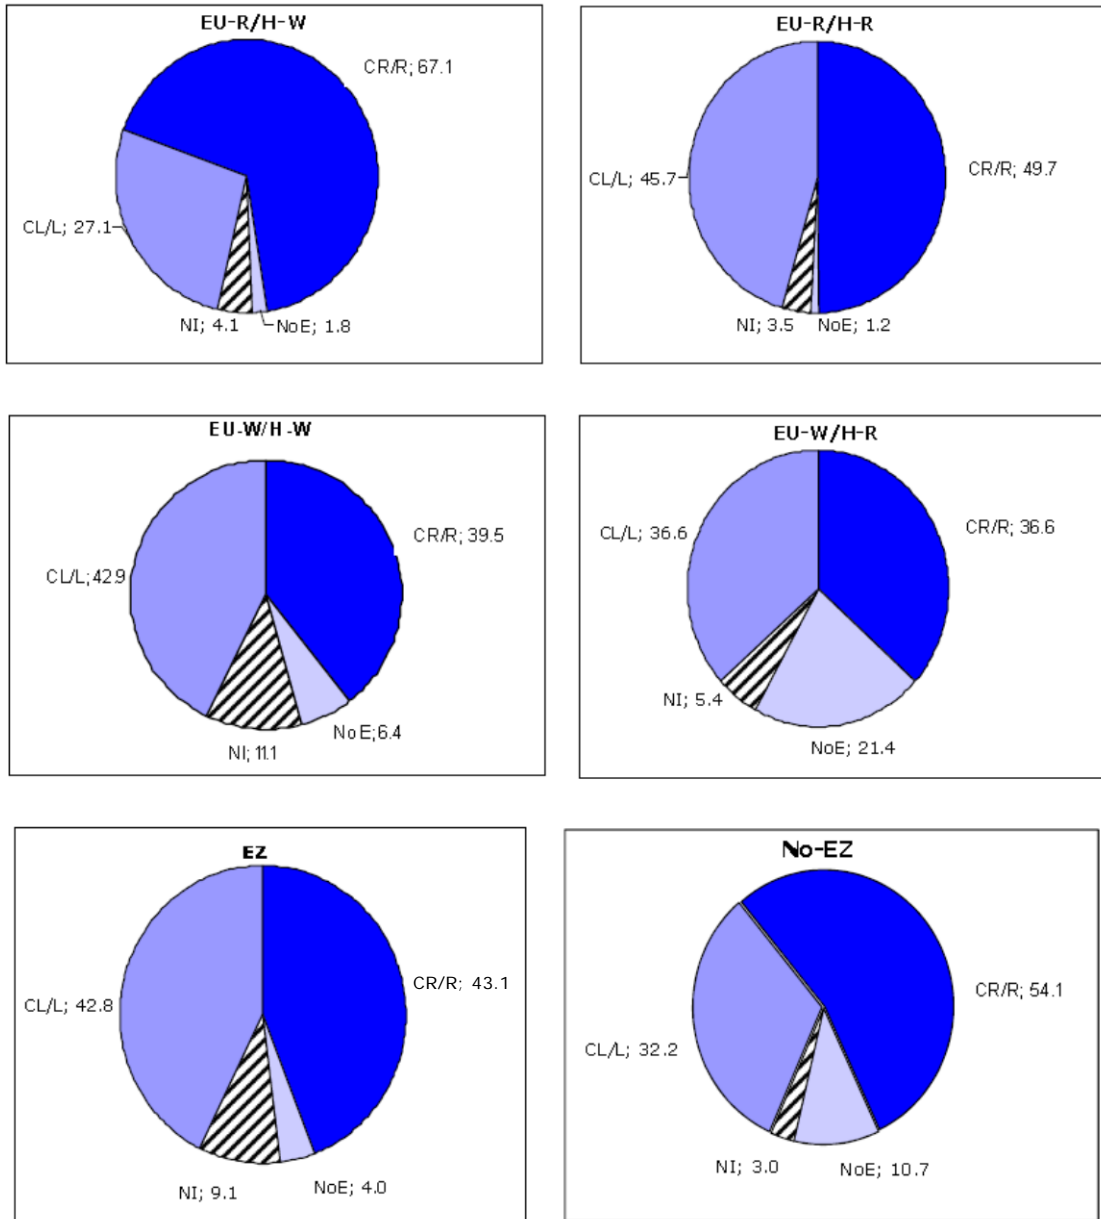 EU-R/H-W
CR/R; 67.1
CL/L; 27.1
NI; 4.1
NoE; 1.8
EU-R/H-R
CR/R; 49.7
CL/L; 45.7
NI; 3.5
NoE; 1.2
EU-W/H-W
CR/R; 39.5
CL/L; 42.9
NoE; 6.4
NI; 11.1
EU-W/H-R
CR/R; 36.6
CL/L; 36.6
NI; 5.4
NoE; 21.4
EZ
CR/R; 43.1
CL/L; 42.8
NI; 9.1
NoE; 4.0
No-EZ
CR/R; 54.1
CL/L; 32.2
NI; 3.0
NoE; 10.7